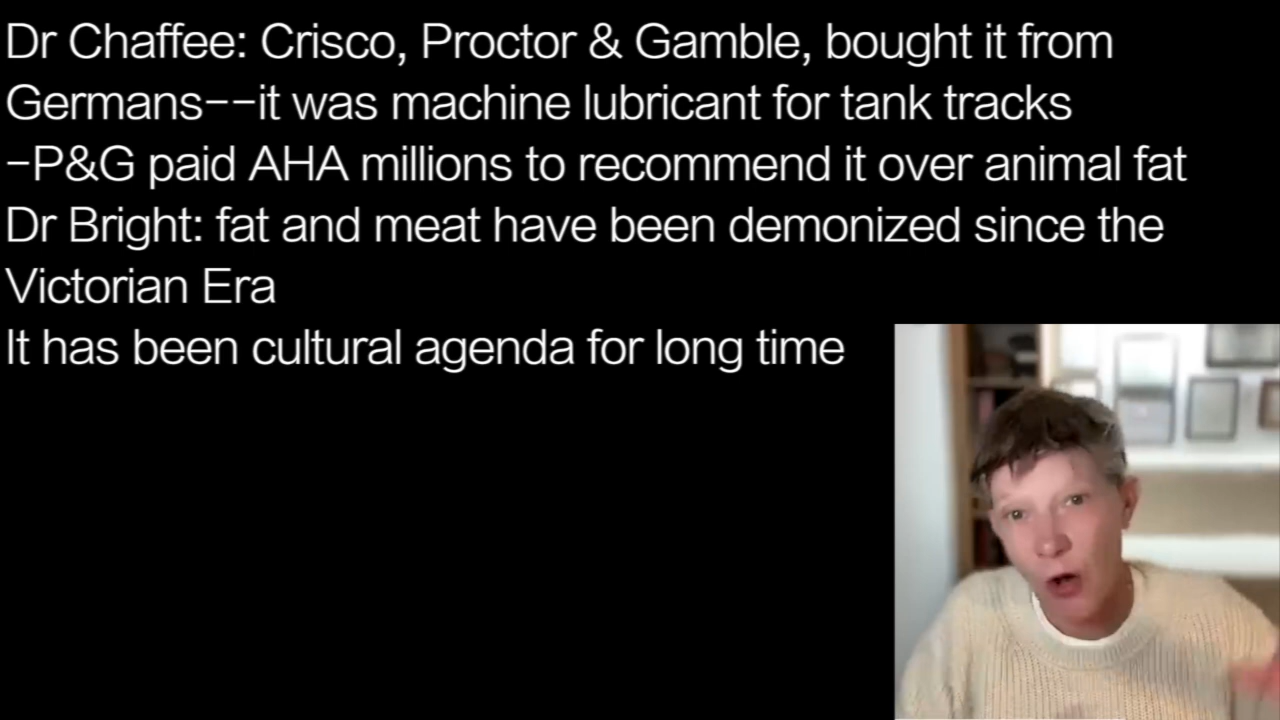 Dr Chaffee: Crisco, Proctor & Gamble, bought it from
Germans--it was machine lubricant for tank tracks
-P&G paid AHA millions to recommend it over animal fat
Dr Bright: fat and meat have been demonized since the
Victorian Era
It has been cultural agenda for long time